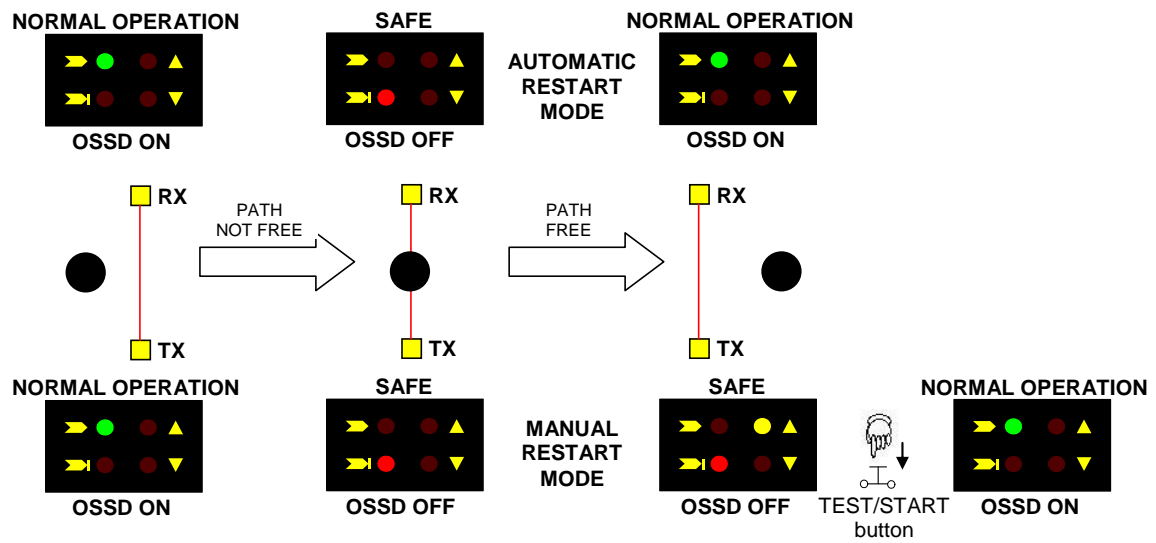 NORMAL OPERATION
SAFE
NORMAL OPERATION
AUTOMATIC
RESTART
MODE
OSSD ON
OSSD OFF
OSSD ON
RX
RX
RX
PATH
NOT FREE
PATH
FREE
TX
TX
TX
NORMAL OPERATION
SAFE
SAFE
NORMAL OPERATION
MANUAL
RESTART
MODE
OSSD ON
OSSD OFF
OSSD OFF
TEST/START
button
OSSD ON